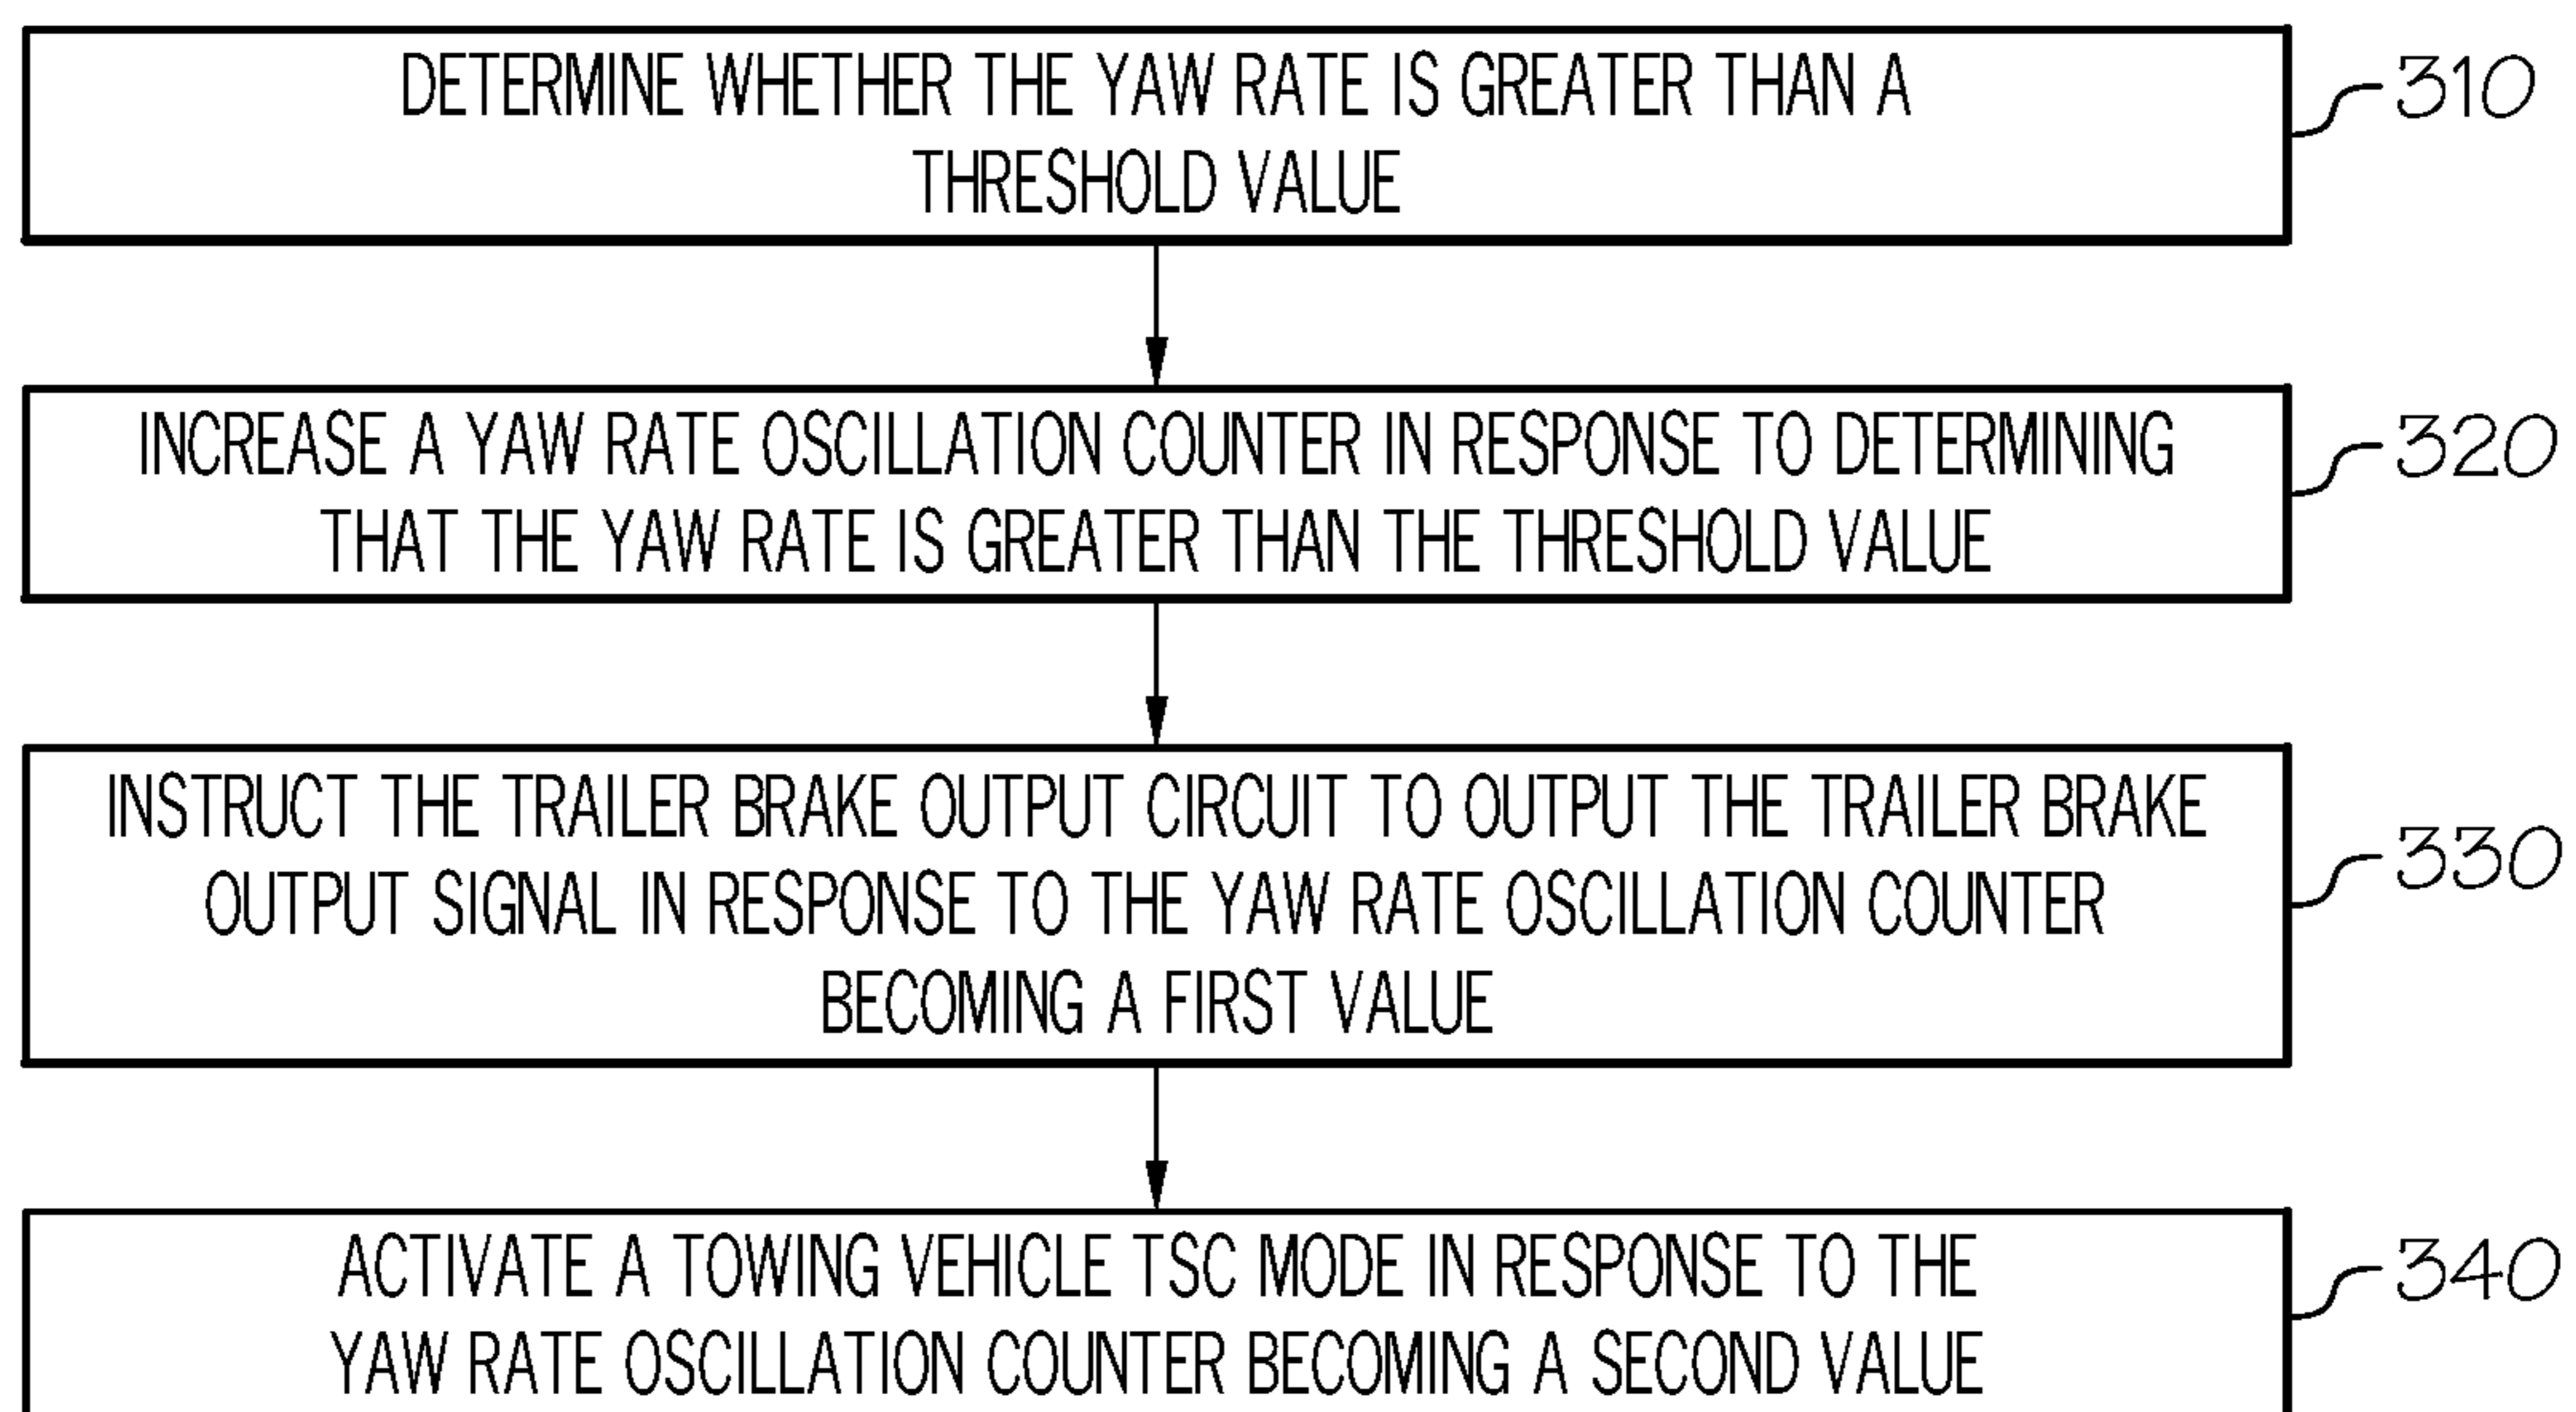 DETERMINE WHETHER THE YAW RATE IS GREATER THAN A
THRESHOLD VALUE
310
INCREASE A YAW RATE OSCILLATION COUNTER IN RESPONSE TO DETERMINING
THAT THE YAW RATE IS GREATER THAN THE THRESHOLD VALUE
320
INSTRUCT THE TRAILER BRAKE OUTPUT CIRCUIT TO OUTPUT THE TRAILER BRAKE
OUTPUT SIGNAL IN RESPONSE TO THE YAW RATE OSCILLATION COUNTER
BECOMING A FIRST VALUE
330
ACTIVATE A TOWING VEHICLE TSC MODE IN RESPONSE TO THE
YAW RATE OSCILLATION COUNTER BECOMING A SECOND VALUE
340